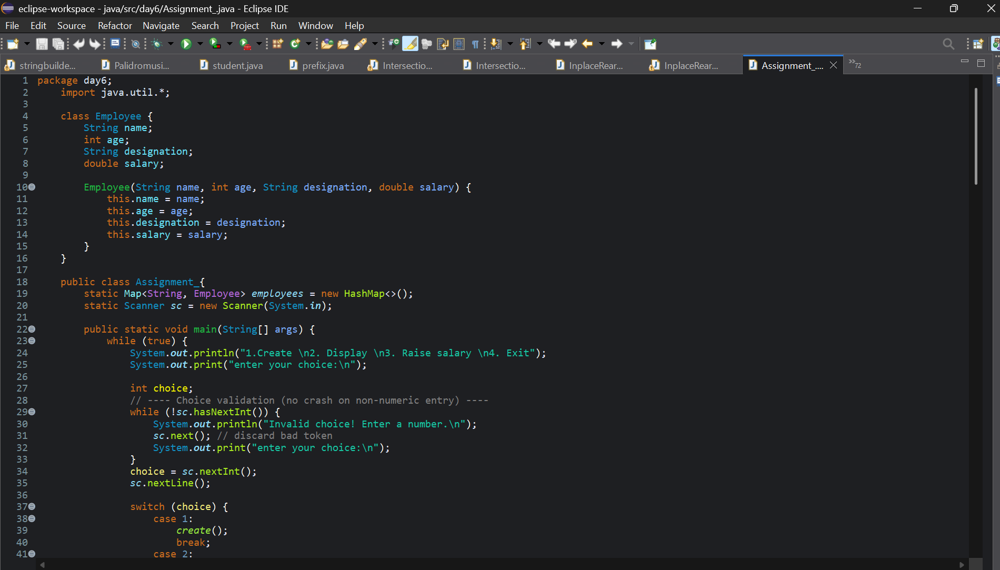 eclipse-workspace - java/src/day6/Assignment_.java - Eclipse IDE
File Edit Source Refactor Navigate Search Project Run Window Help
stringbuilde... Palidromusi... student.java prefix.java Intersectio... Intersectio... InplaceRear... InplaceRear... Assignment_.... »72
1 package day6;
2     import java.util.*;
3
4     class Employee {
5         String name;
6         int age;
7         String designation;
8         double salary;
9
10         Employee(String name, int age, String designation, double salary) {
11             this.name = name;
12             this.age = age;
13             this.designation = designation;
14             this.salary = salary;
15         }
16     }
17
18     public class Assignment_{
19         static Map<String, Employee> employees = new HashMap<>();
20         static Scanner sc = new Scanner(System.in);
21
22         public static void main(String[] args) {
23             while (true) {
24                 System.out.println("1.Create \n2. Display \n3. Raise salary \n4. Exit");
25                 System.out.print("enter your choice:\n");
26
27                 int choice;
28                 // ---- Choice validation (no crash on non-numeric entry) ----
29                 while (!sc.hasNextInt()) {
30                     System.out.println("Invalid choice! Enter a number.\n");
31                     sc.next(); // discard bad token
32                     System.out.print("enter your choice:\n");
33                 }
34                 choice = sc.nextInt();
35                 sc.nextLine();
36
37                 switch (choice) {
38                     case 1:
39                         create();
40                         break;
41                     case 2: